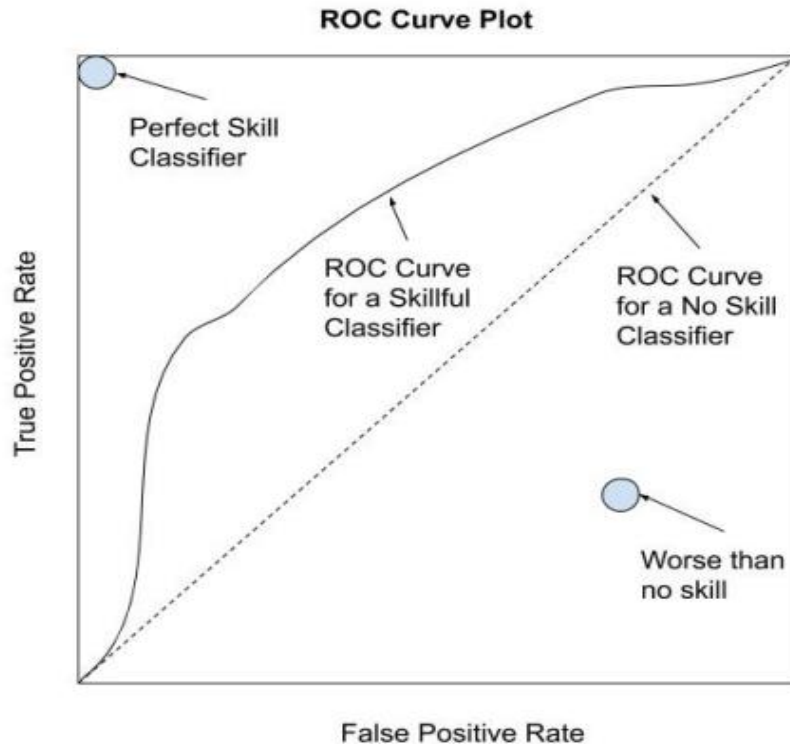 ROC Curve Plot
Perfect Skill
Classifier
ROC Curve
for a Skillful
Classifier
ROC Curve
for a No Skill
Classifier
True Positive Rate
Worse than
no skill
False Positive Rate